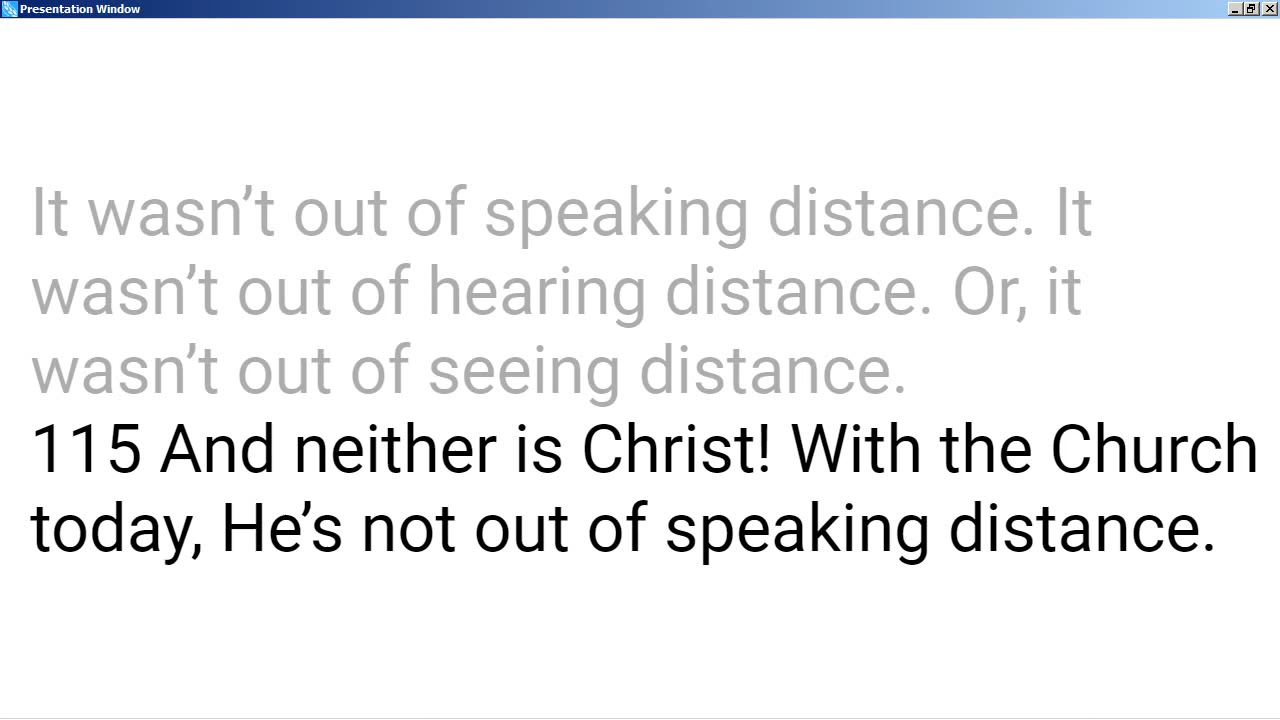 Presentation Window
It wasn’t out of speaking distance. It
wasn’t out of hearing distance. Or, it
wasn’t out of seeing distance.
115 And neither is Christ! With the Church
today, He’s not out of speaking distance.